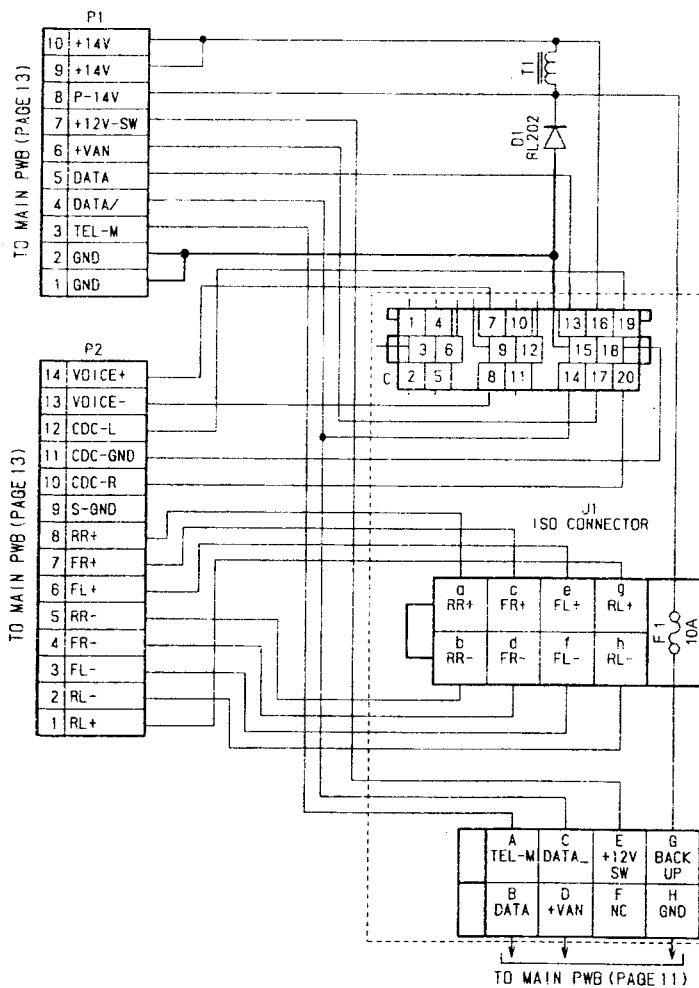 P1
10 +14V
9 +14V
8 P-14V
7 +12V-SW
6 +VAN
5 DATA
4 DATA/
3 TEL-M
2 GND
1 GND
TO MAIN PWB (PAGE 13)
T1
D1
RL202
1 4 7 10 13 16 19
3 6 9 12 15 18
C 2 5 8 11 14 17 20
P2
14 VOICE+
13 VOICE-
12 CDC-L
11 CDC-GND
10 CDC-R
9 S-GND
8 RR+
7 FR+
6 FL+
5 RR-
4 FR-
3 FL-
2 RL-
1 RL+
TO MAIN PWB (PAGE 13)
J1
ISO CONNECTOR
a c e g
RR+ FR+ FL+ RL+
b d f h
RR- FR- FL- RL-
F1
10A
A C E G
TEL-M DATA_ +12V BACK
SW UP
B D F H
DATA +VAN NC GND
TO MAIN PWB (PAGE 11)